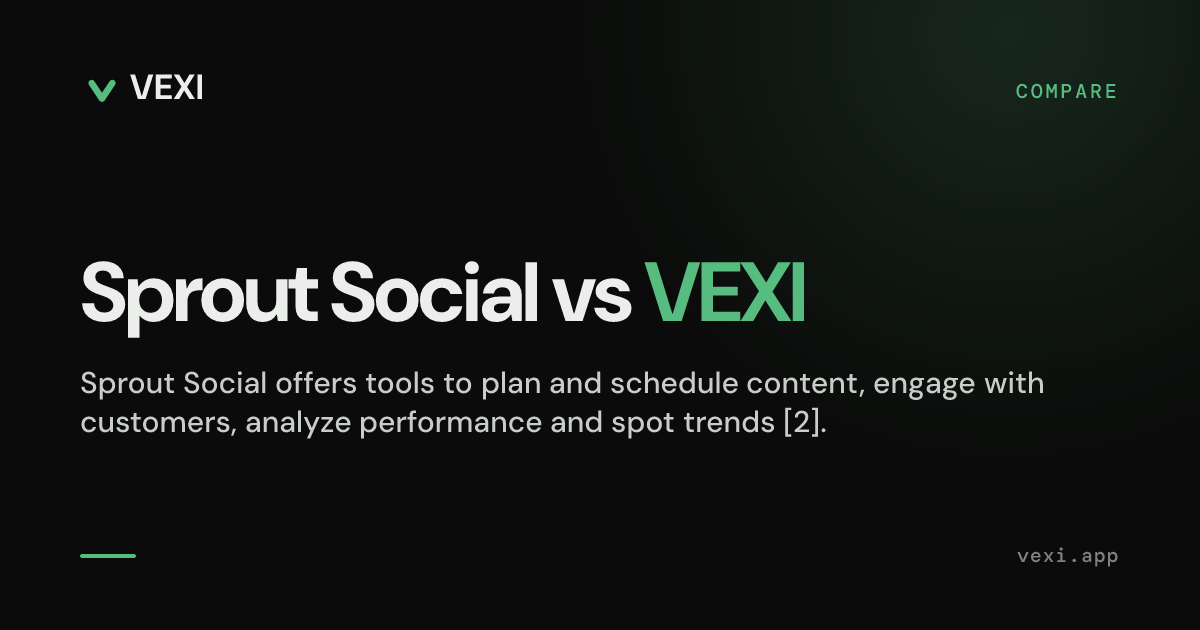 VEXI
COMPARE
Sprout Social vs VEXI
Sprout Social offers tools to plan and schedule content, engage with
customers, analyze performance and spot trends [2].
vexi.app